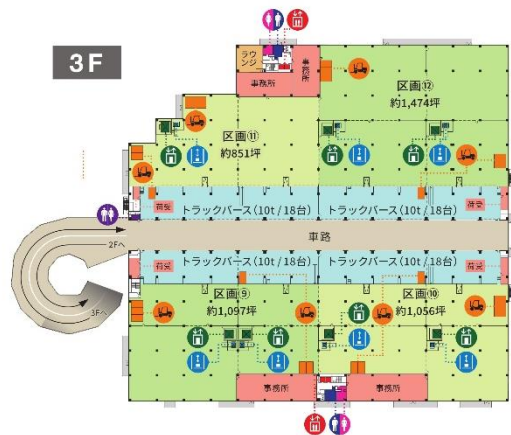 3F
ラウ
ンジ
事務所
事務所
区画⑫
約1,474坪
区画⑪
約851坪
荷受
トラックバース(10t/18台)
トラックバース(10t/18台)
荷受
車路
2Fへ
3Fへ
荷受
トラックバース(10t/18台)
トラックバース(10t/18台)
荷受
区画⑨
約1,097坪
区画⑩
約1,056坪
事務所
事務所